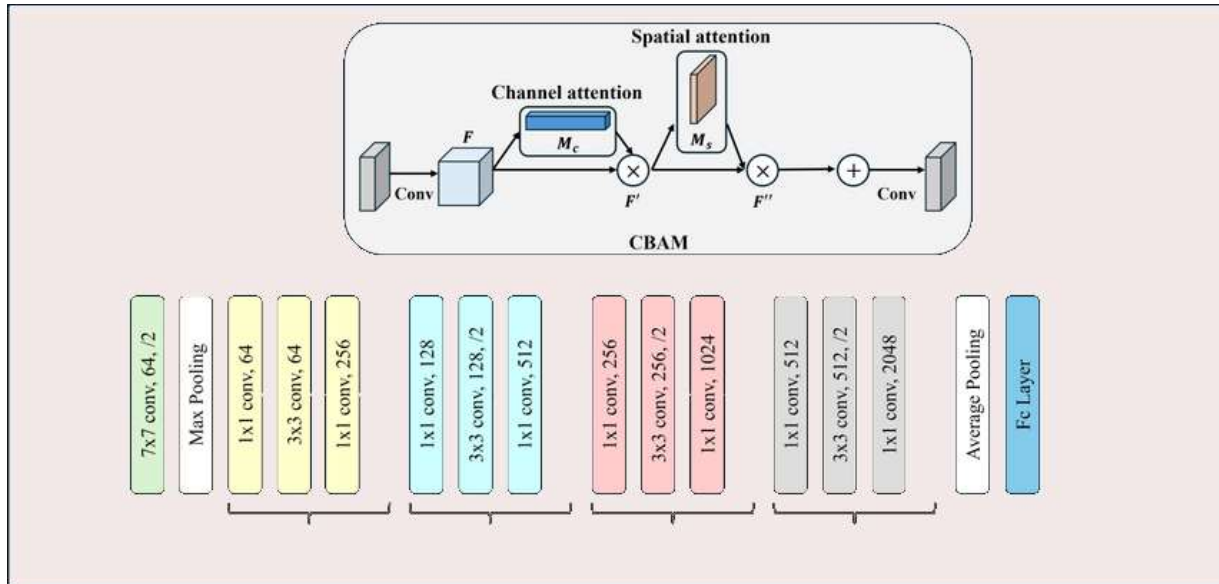 Spatial attention
Channel attention
F
M_c
M_s
Conv
F'
F''
Conv
CBAM
7x7 conv, 64, /2
Max Pooling
1x1 conv, 64
3x3 conv, 64
1x1 conv, 256
1x1 conv, 128
3x3 conv, 128, /2
1x1 conv, 512
1x1 conv, 256
3x3 conv, 256, /2
1x1 conv, 1024
1x1 conv, 512
3x3 conv, 512, /2
1x1 conv, 2048
Average Pooling
Fc Layer